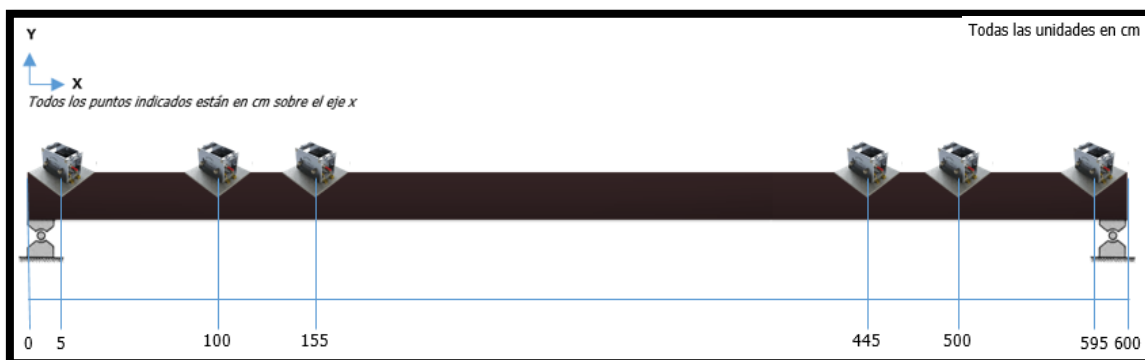 Todas las unidades en cm
Y
X
Todos los puntos indicados están en cm sobre el eje x
0 5 100 155 445 500 595 600